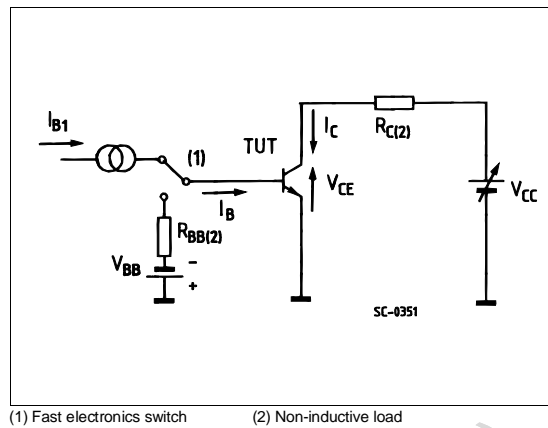 I_B1
(1)
TUT
I_C
R_C(2)
V_CE
V_CC
I_B
R_BB(2)
V_BB
-
+
SC-0351
(1) Fast electronics switch (2) Non-inductive load